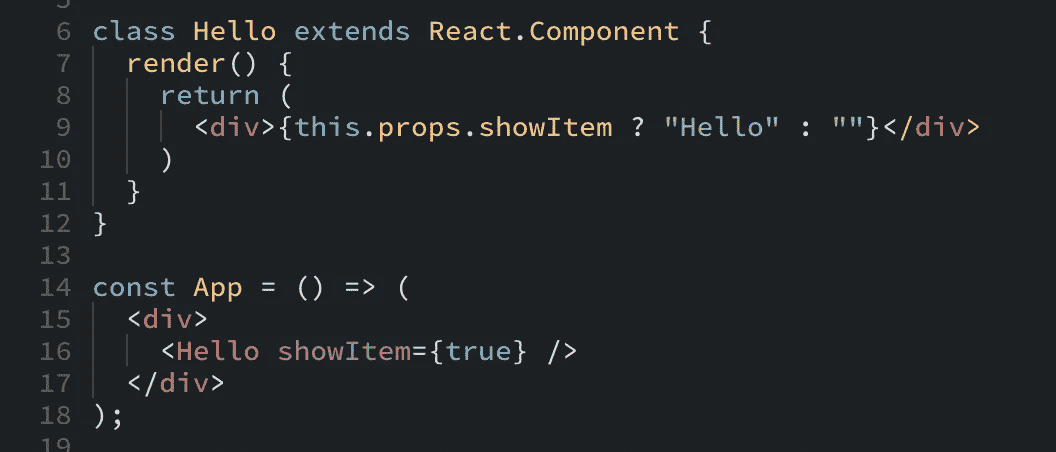 5
6 class Hello extends React.Component {
7   render() {
8     return (
9       <div>{this.props.showItem ? "Hello" : ""}</div>
10     )
11   }
12 }
13
14 const App = () => (
15   <div>
16     <Hello showItem={true} />
17   </div>
18 );
19